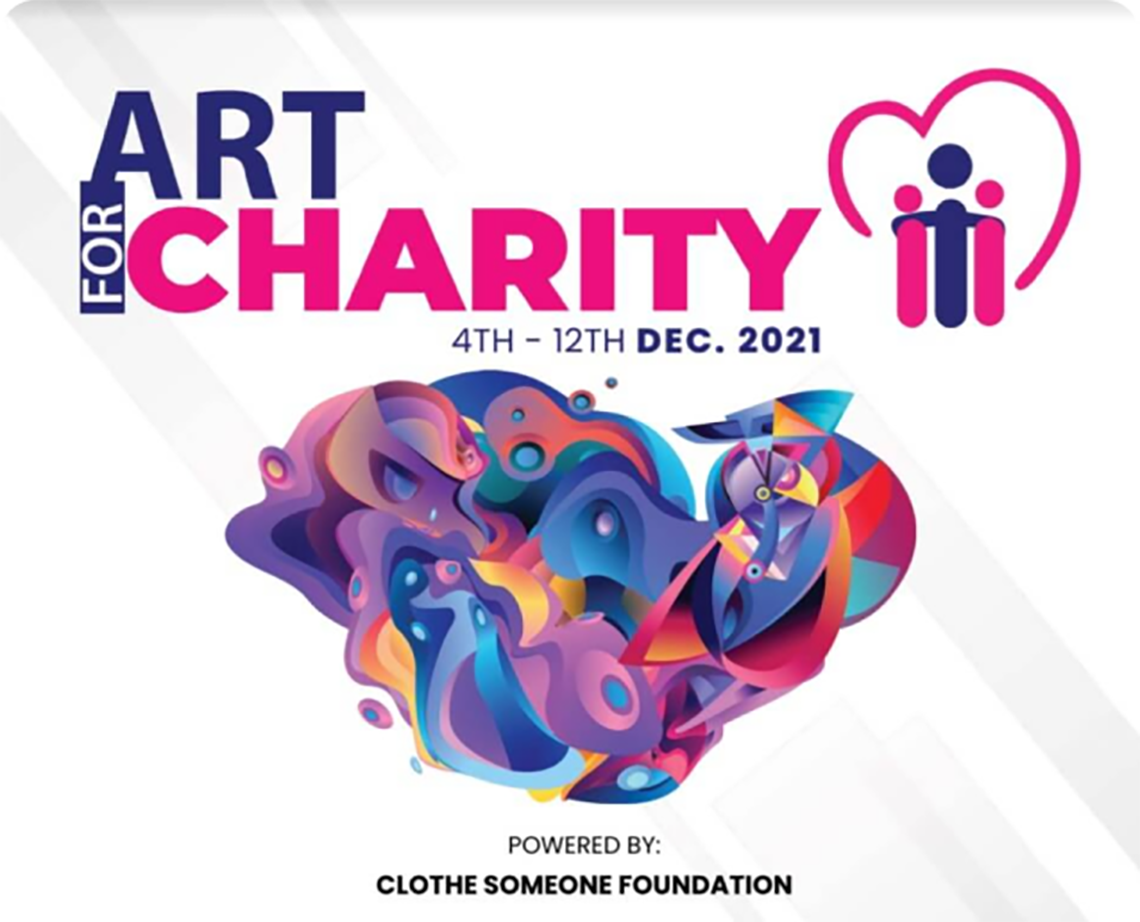 ART
FOR
CHARITY
4TH - 12TH DEC. 2021
POWERED BY:
CLOTHE SOMEONE FOUNDATION